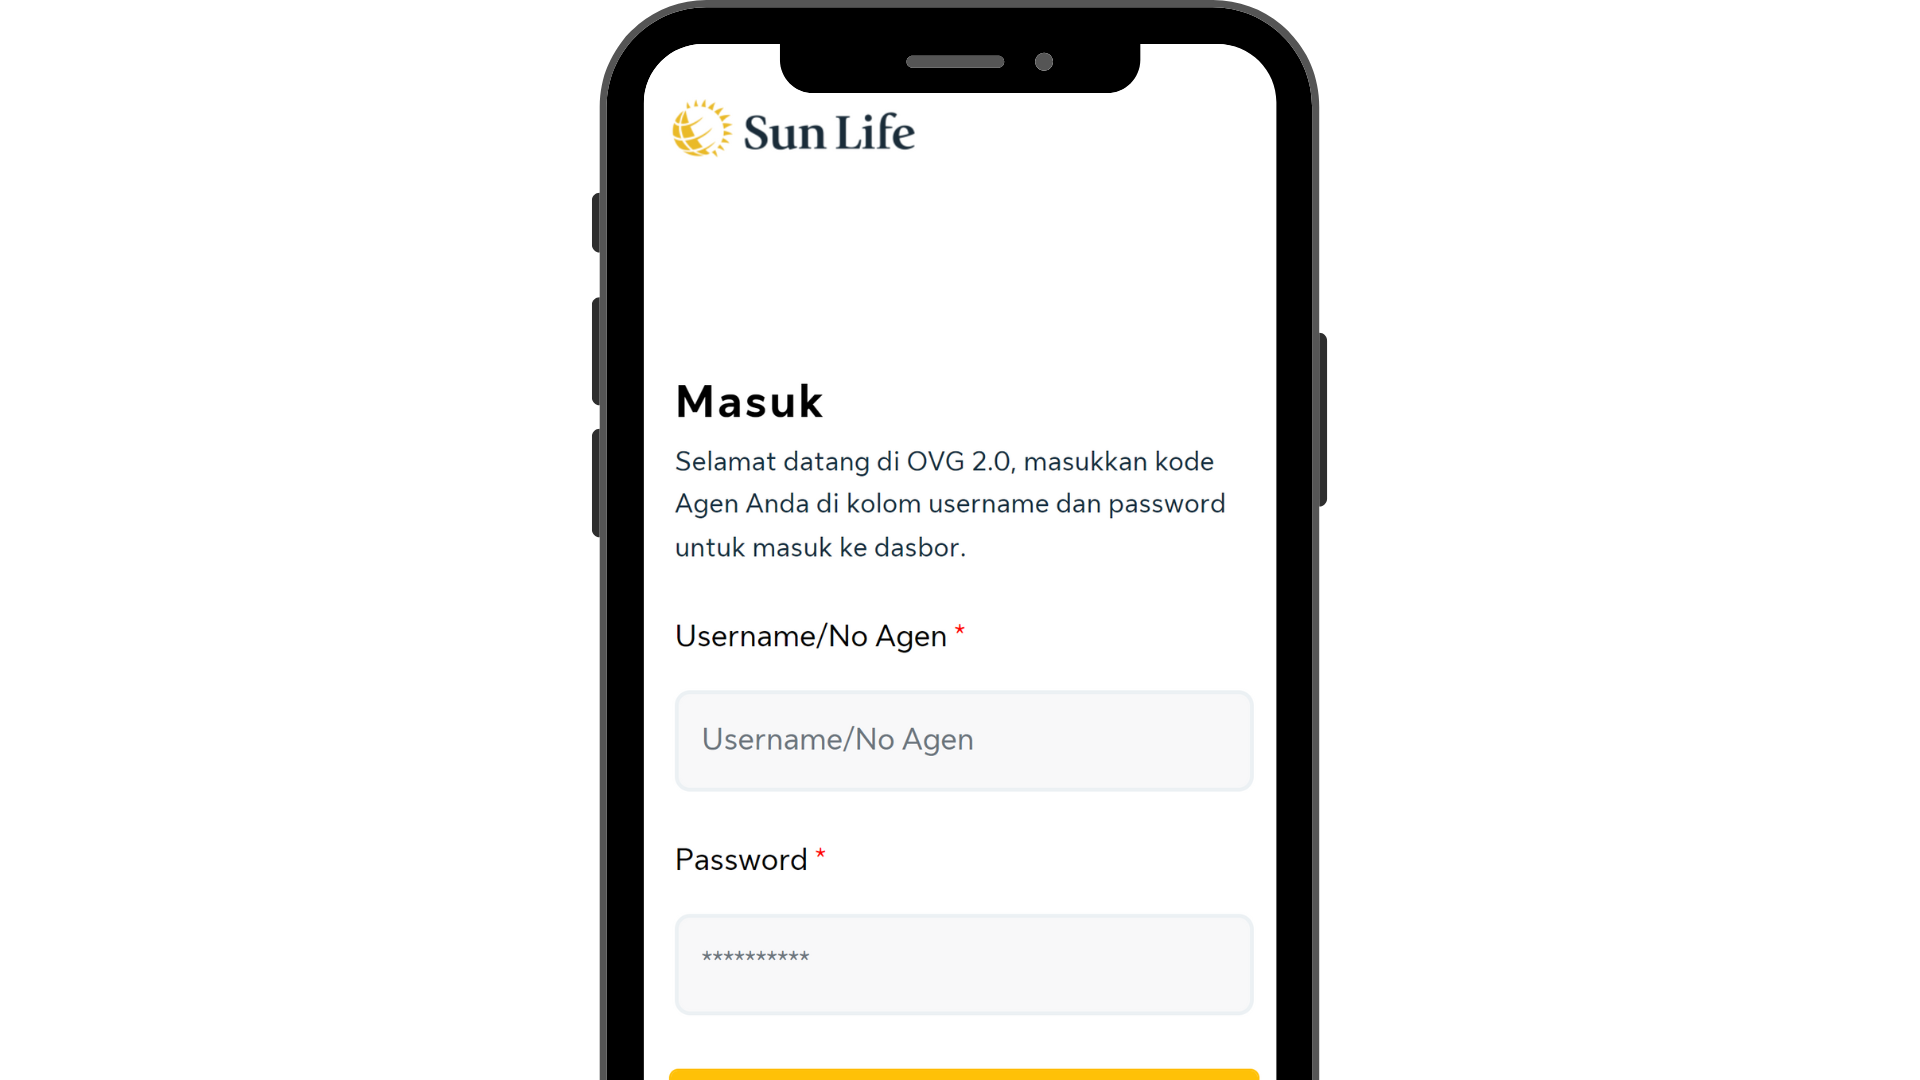 Sun Life
Masuk
Selamat datang di OVG 2.0, masukkan kode
Agen Anda di kolom username dan password
untuk masuk ke dasbor.
Username/No Agen *
Username/No Agen
Password *
**********